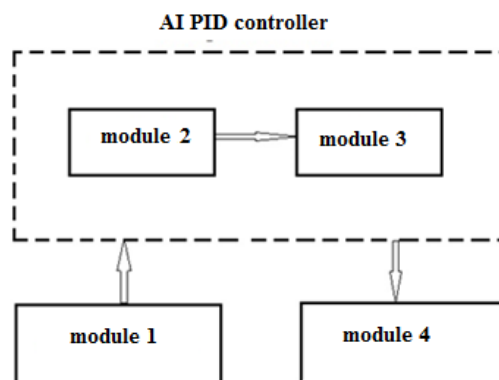 AI PID controller
module 2
module 3
module 1
module 4